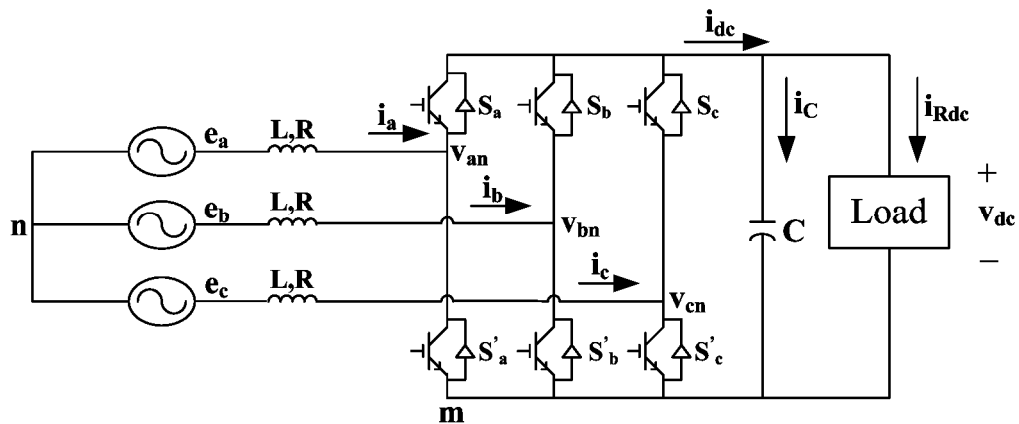 i_dc
S_a
S_b
S_c
i_C
i_Rdc
i_a
e_a
L,R
v_an
+
i_b
Load
v_dc
n
e_b
L,R
v_bn
C
−
i_c
e_c
L,R
v_cn
S'_a
S'_b
S'_c
m